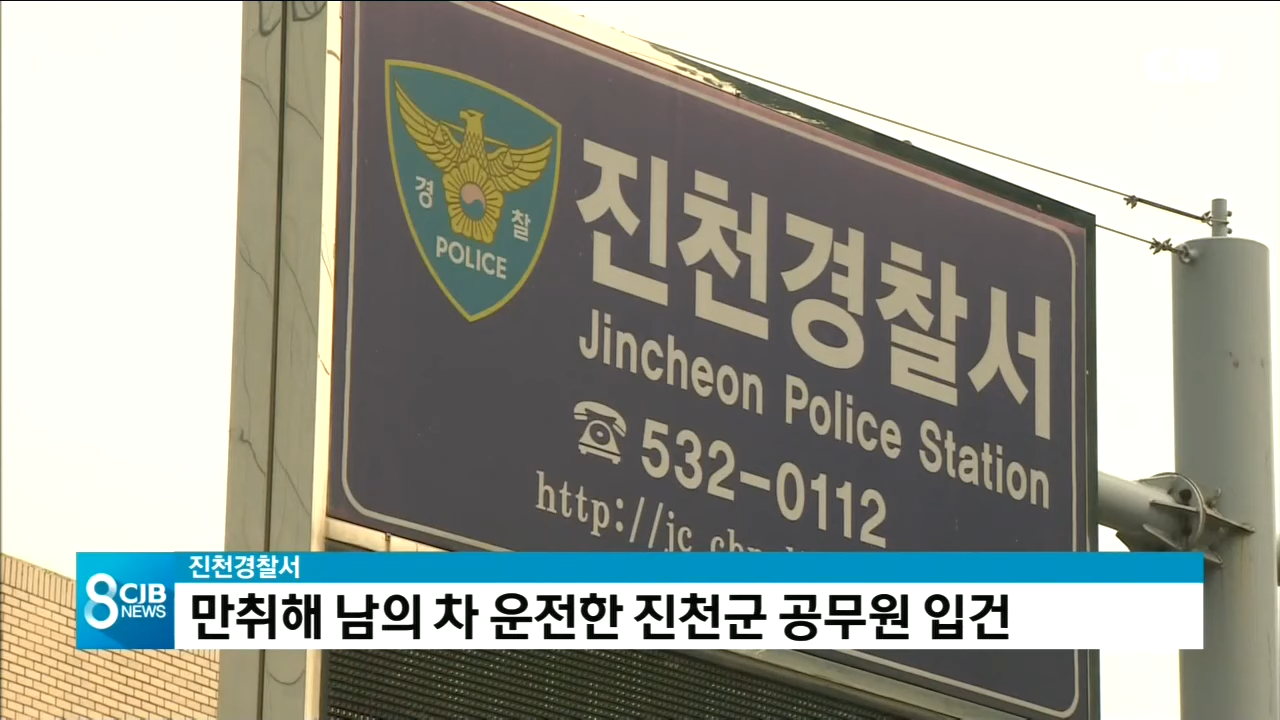 CJB
경 찰
POLICE
진천경찰서
Jincheon Police Station
☎ 532-0112
http://jc
진천경찰서
8 CJB NEWS
만취해 남의 차 운전한 진천군 공무원 입건